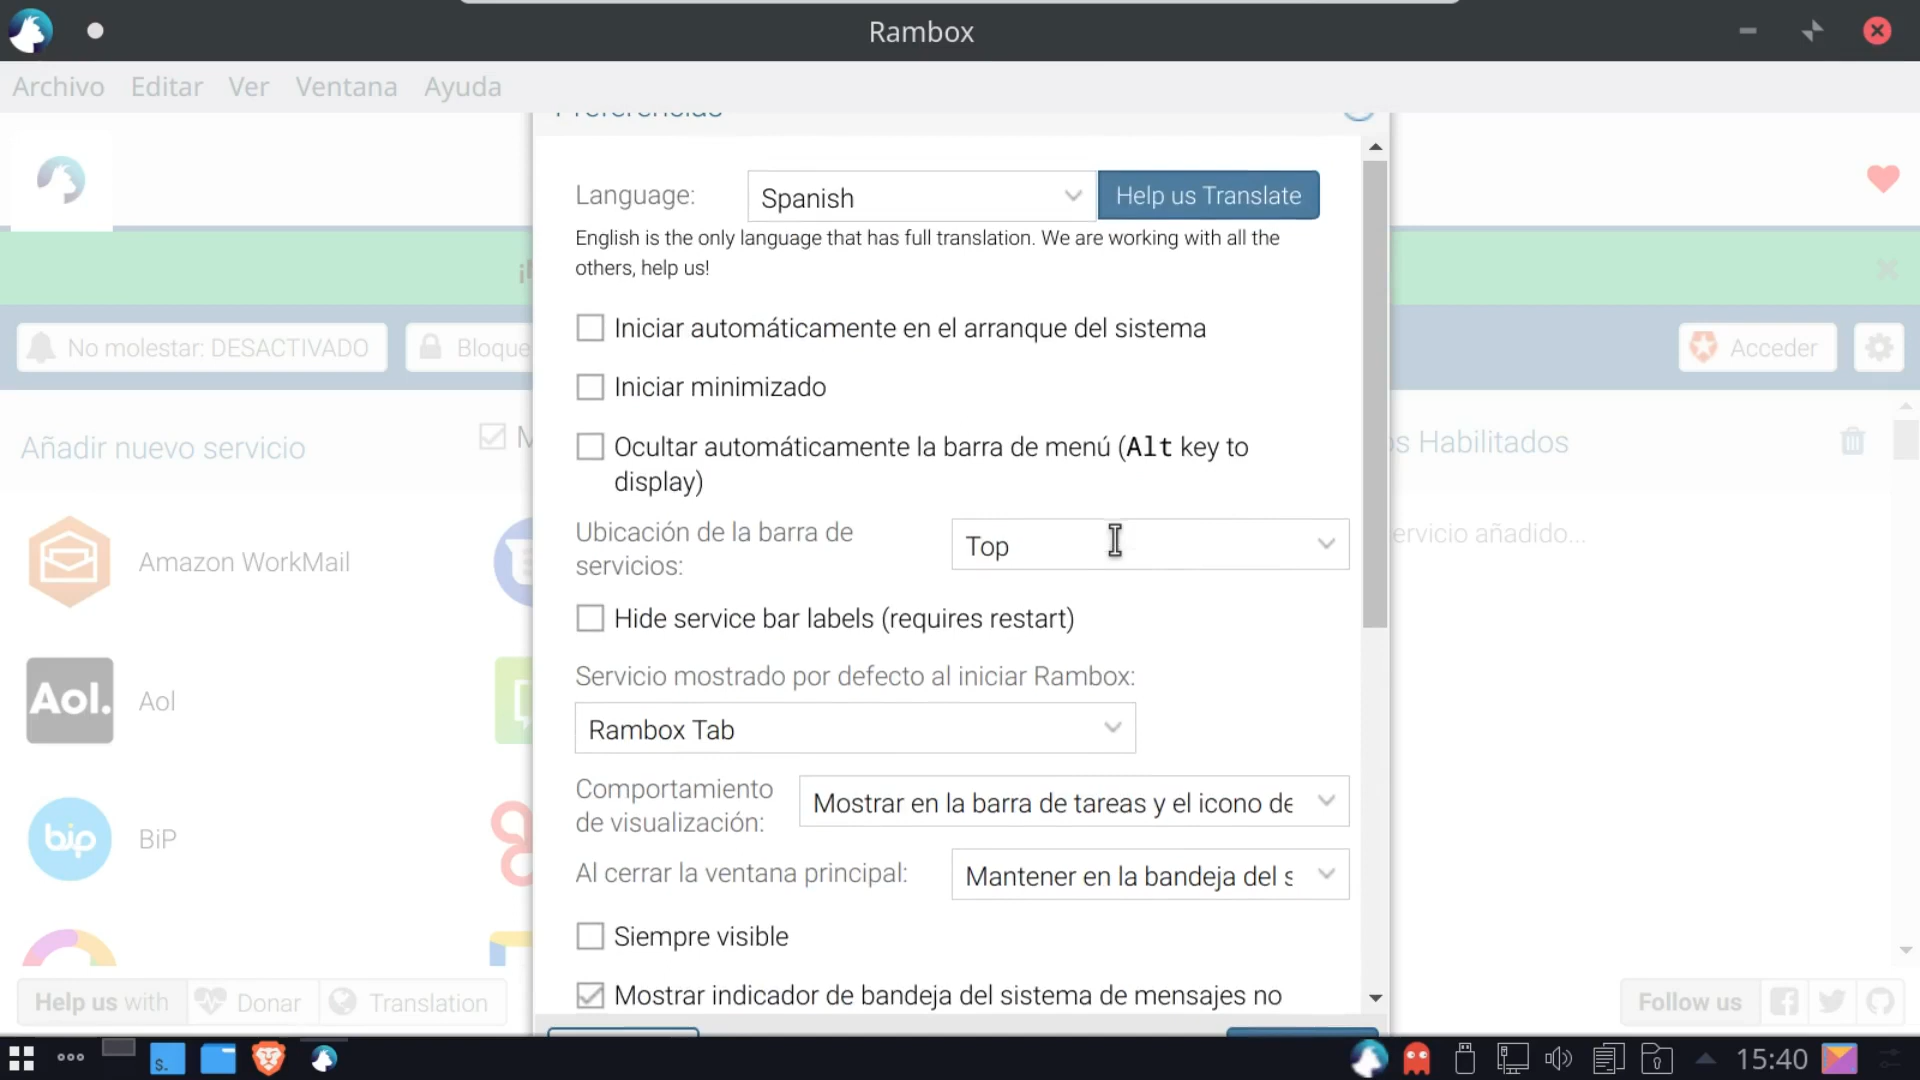 Rambox
Archivo Editar Ver Ventana Ayuda
Preferencias
Language: Spanish Help us Translate
English is the only language that has full translation. We are working with all the
others, help us!
Iniciar automáticamente en el arranque del sistema
No molestar: DESACTIVADO Bloque Acceder
Iniciar minimizado
Añadir nuevo servicio
Ocultar automáticamente la barra de menú (Alt key to
display)
Habilitados
Ubicación de la barra de
servicios:
Top
Amazon WorkMail
añadido...
Hide service bar labels (requires restart)
Servicio mostrado por defecto al iniciar Rambox:
Aol. Aol
Rambox Tab
Comportamiento
de visualización:
Mostrar en la barra de tareas y el icono de
bip BiP
Al cerrar la ventana principal: Mantener en la bandeja del s
Siempre visible
Mostrar indicador de bandeja del sistema de mensajes no
Help us with Donar Translation Follow us
15:40